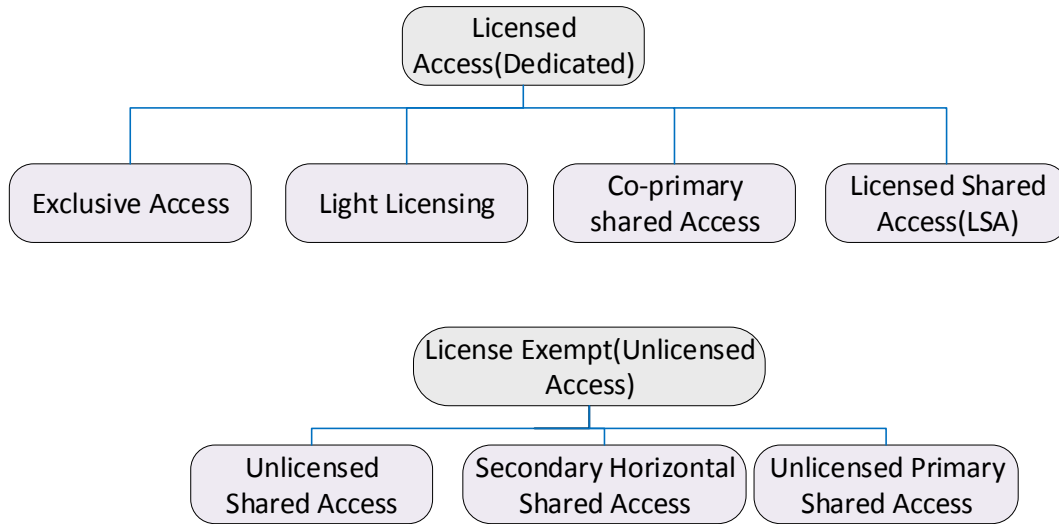 Licensed
Access(Dedicated)
Exclusive Access
Light Licensing
Co-primary
shared Access
Licensed Shared
Access(LSA)
License Exempt(Unlicensed
Access)
Unlicensed
Shared Access
Secondary Horizontal
Shared Access
Unlicensed Primary
Shared Access